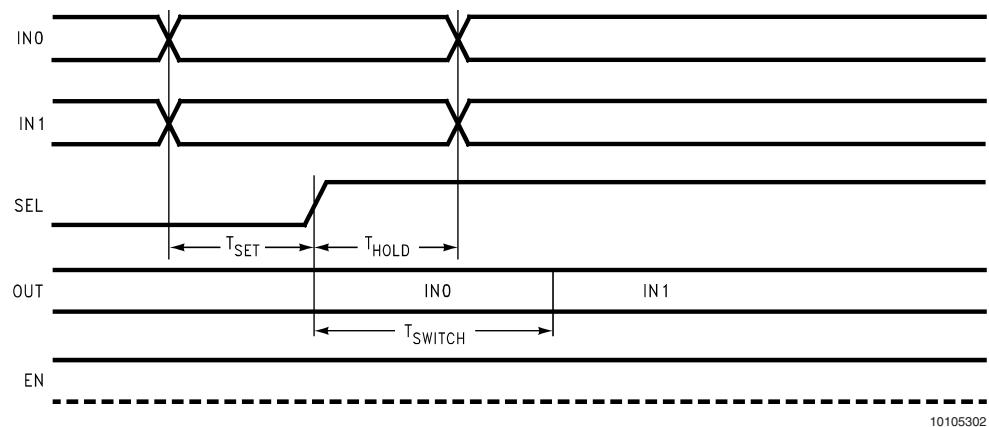 IN0
IN1
SEL
TSET
THOLD
OUT
IN0
IN1
TSWITCH
EN
10105302